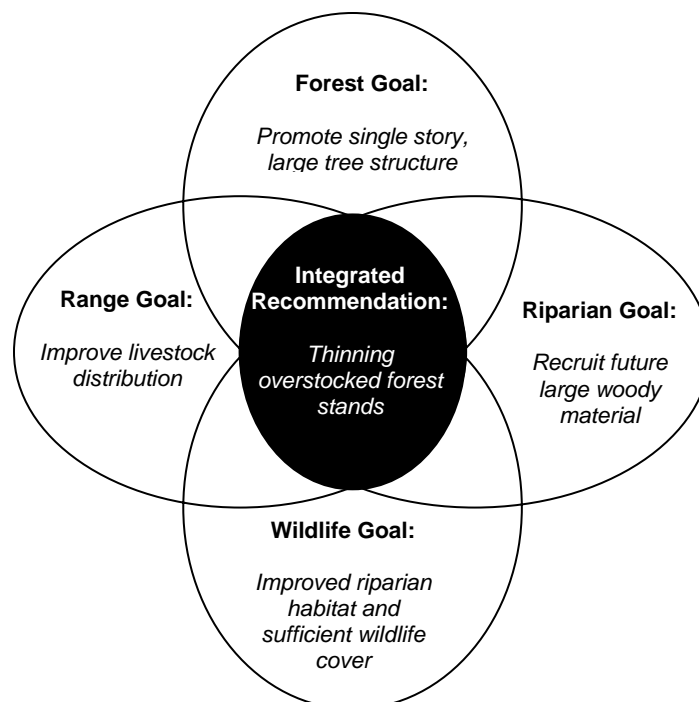 Forest Goal:
Promote single story,
large tree structure
Range Goal:
Improve livestock
distribution
Integrated
Recommendation:
Thinning
overstocked forest
stands
Riparian Goal:
Recruit future
large woody
material
Wildlife Goal:
Improved riparian
habitat and
sufficient wildlife
cover